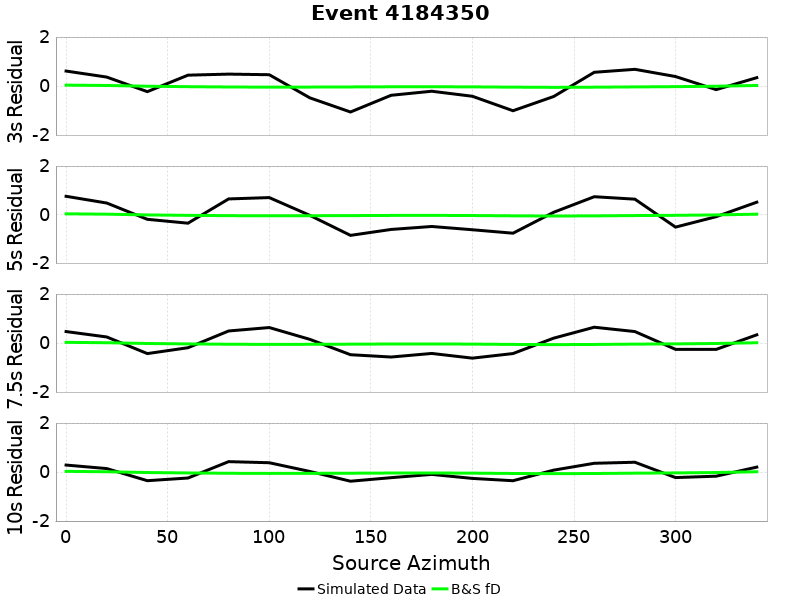 Event 4184350
3s Residual
2
0
-2
5s Residual
2
0
-2
7.5s Residual
2
0
-2
10s Residual
2
0
-2
0 50 100 150 200 250 300
Source Azimuth
Simulated Data B&S fD